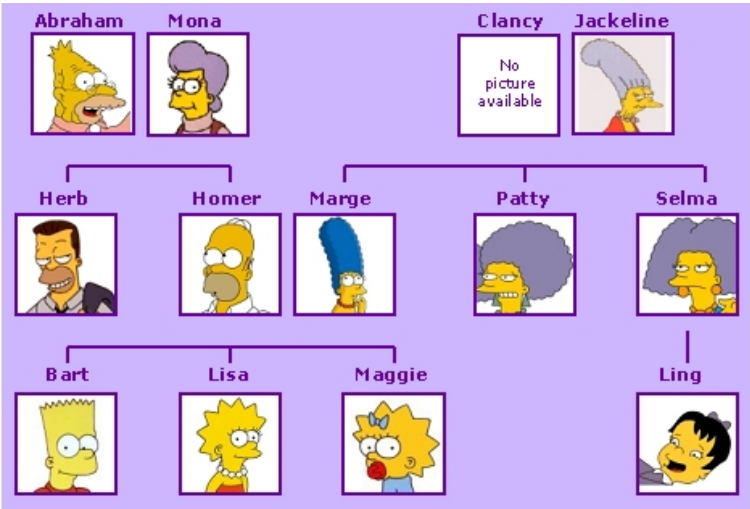 Abraham Mona Clancy Jackeline
No
picture
available
Herb Homer Marge Patty Selma
Bart Lisa Maggie Ling